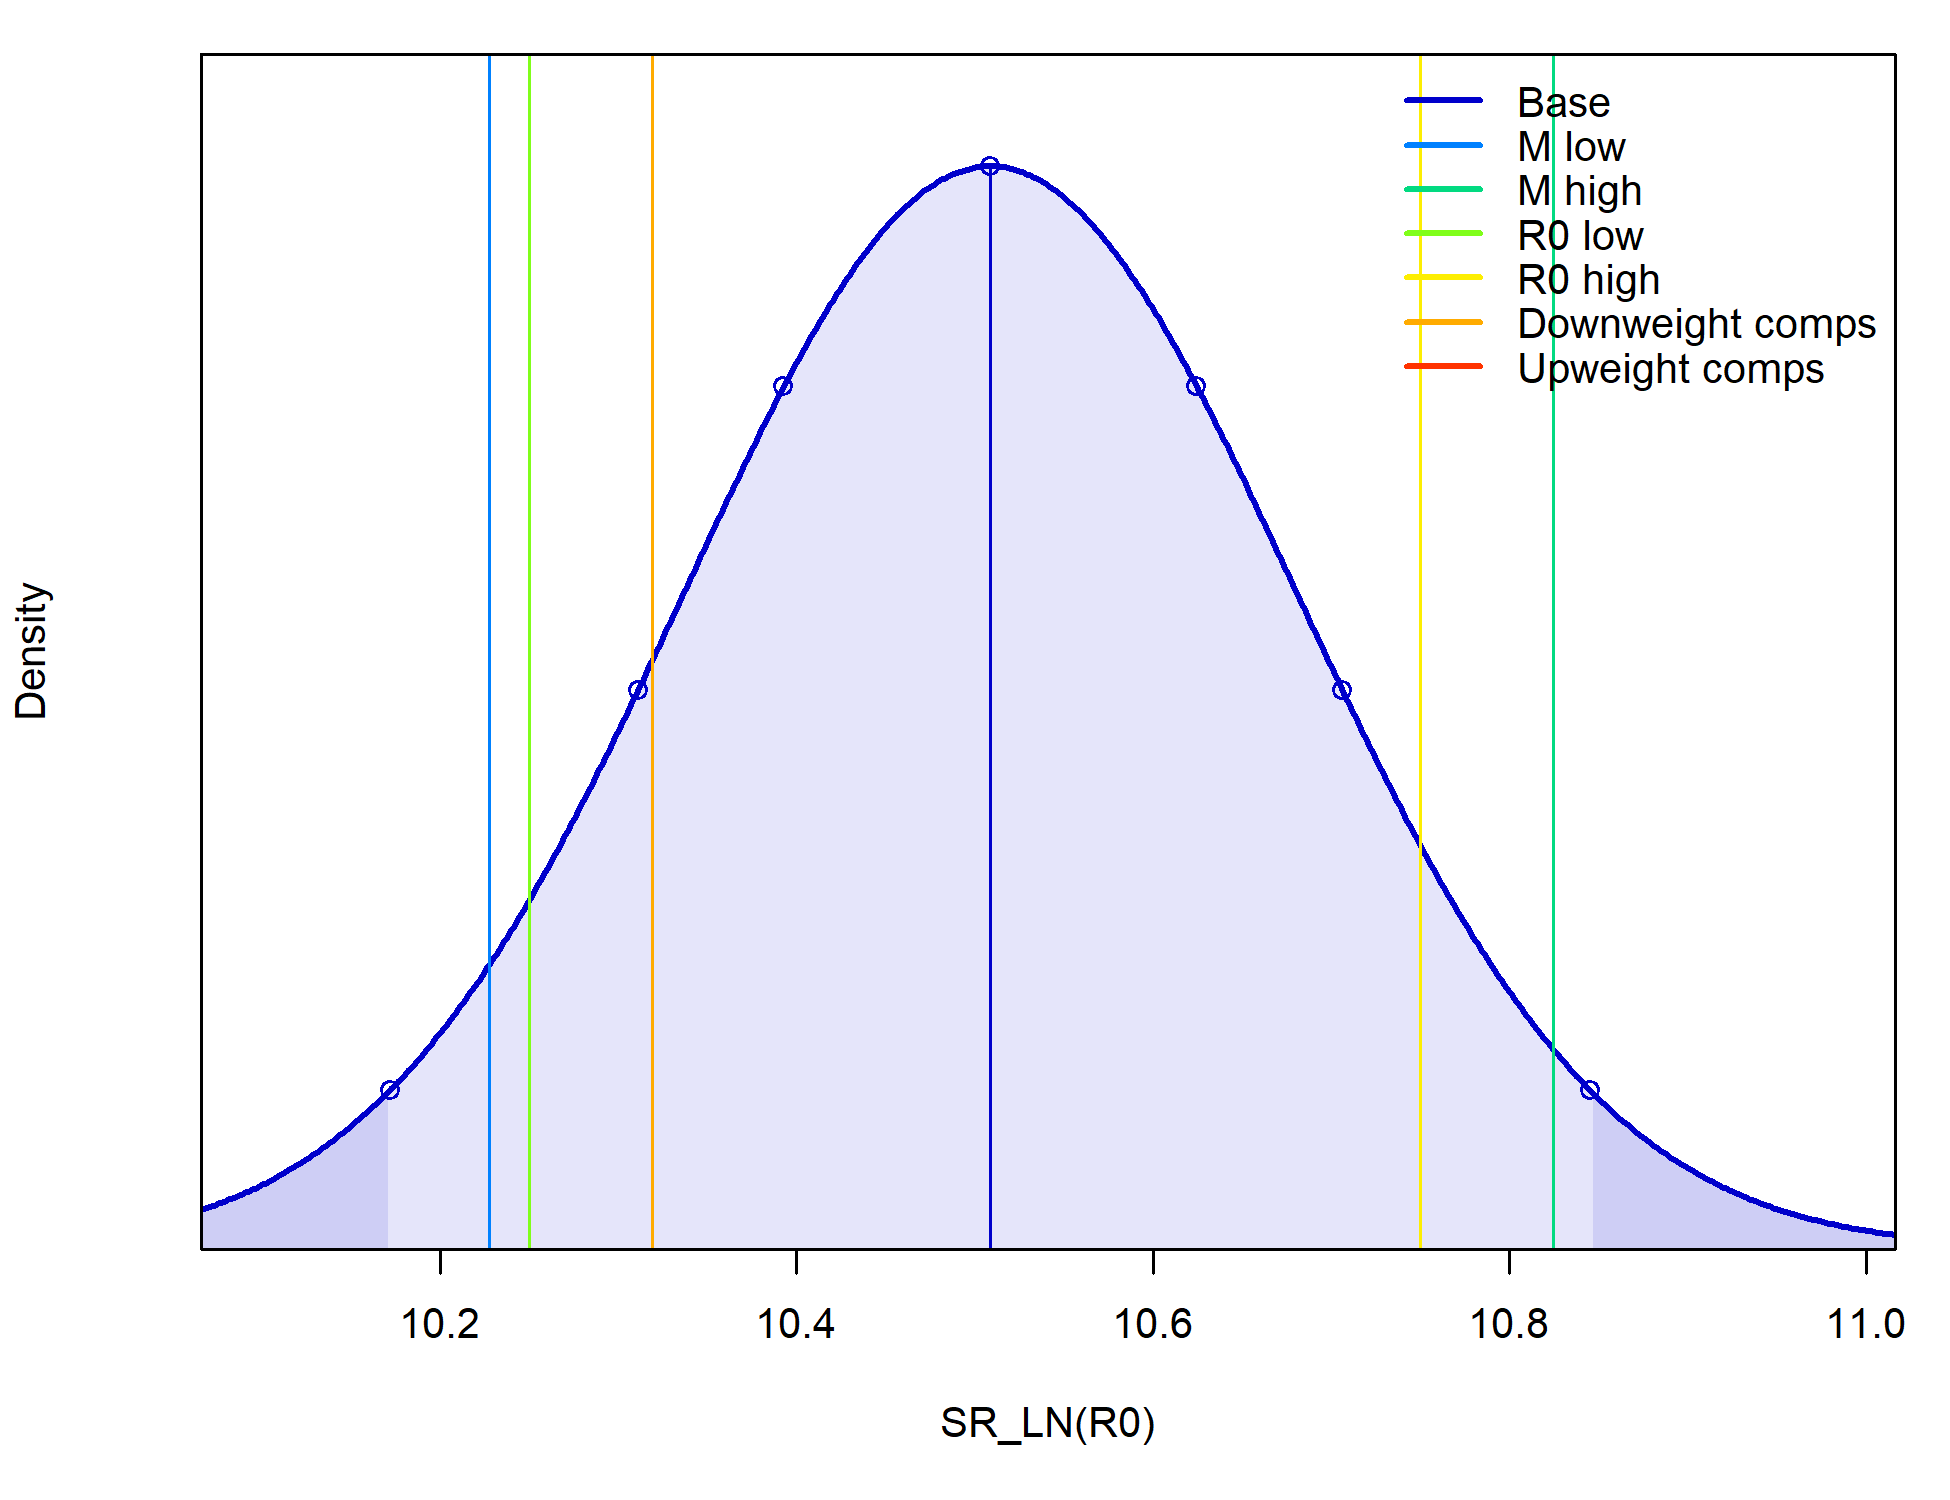 Base
M low
M high
R0 low
R0 high
Downweight comps
Upweight comps
Density
10.2 10.4 10.6 10.8 11.0
SR_LN(R0)